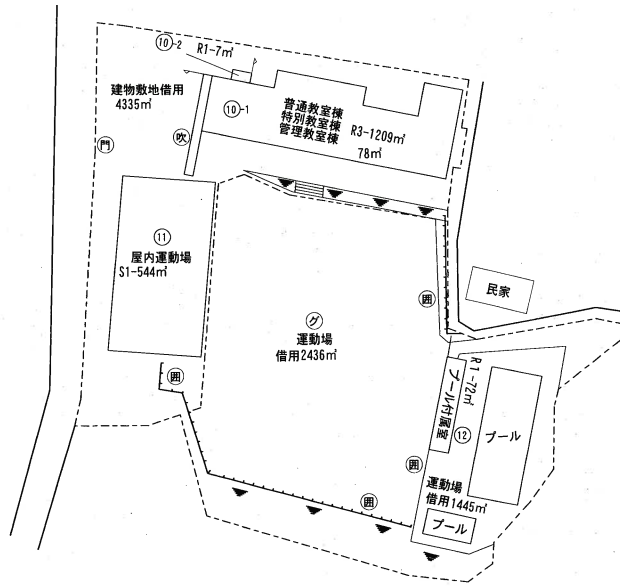 ⑩-2
R1-7㎡
建物敷地借用
4335㎡
⑩-1
普通教室棟
特別教室棟
管理教室棟
R3-1209㎡
78㎡
門
吹
⑪
屋内運動場
S1-544㎡
囲
民家
グ
運動場
借用2436㎡
囲
R1-72㎡
プール付属室
⑫
プール
囲
運動場
借用1445㎡
囲
プール